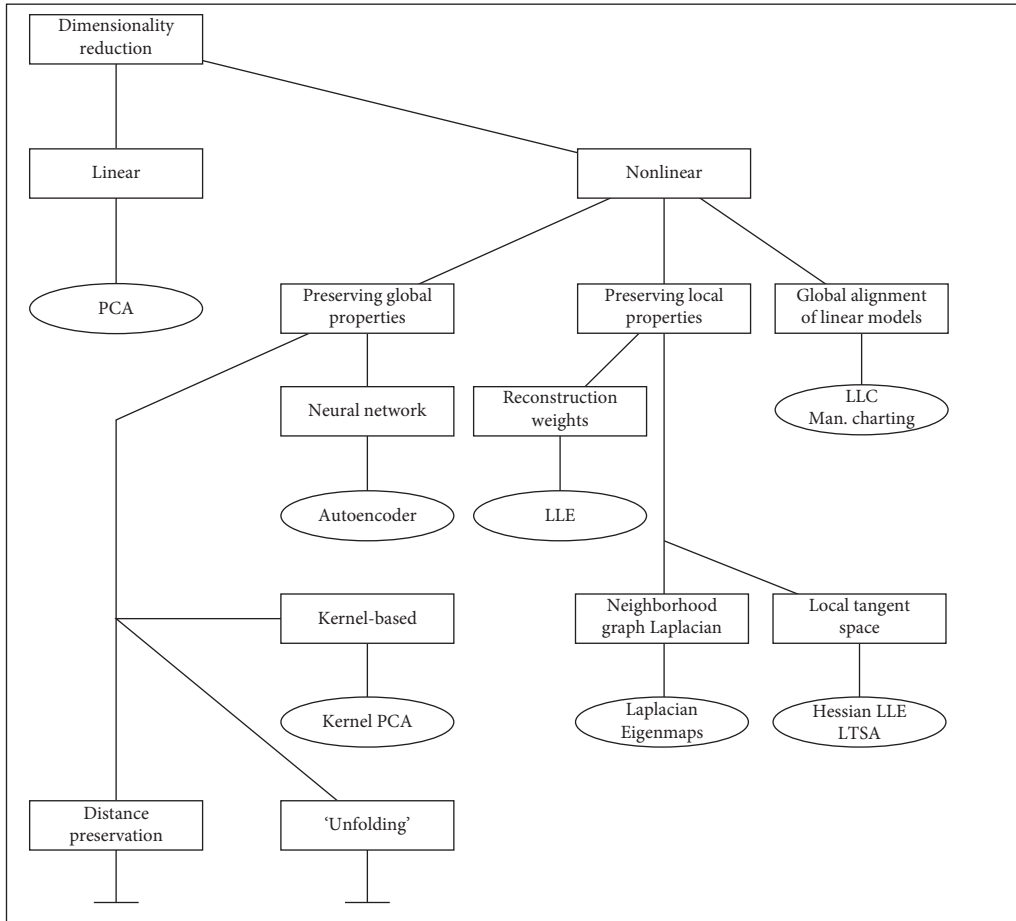 Dimensionality
reduction
Linear
Nonlinear
PCA
Preserving global
properties
Preserving local
properties
Global alignment
of linear models
Neural network
Reconstruction
weights
LLC
Man. charting
Autoencoder
LLE
Kernel-based
Neighborhood
graph Laplacian
Local tangent
space
Kernel PCA
Laplacian
Eigenmaps
Hessian LLE
LTSA
Distance
preservation
‘Unfolding’